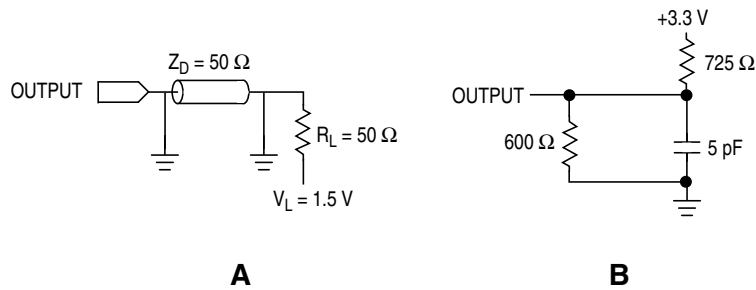 Z_D = 50 Ω
OUTPUT
R_L = 50 Ω
V_L = 1.5 V
A
+3.3 V
725 Ω
OUTPUT
600 Ω
5 pF
B